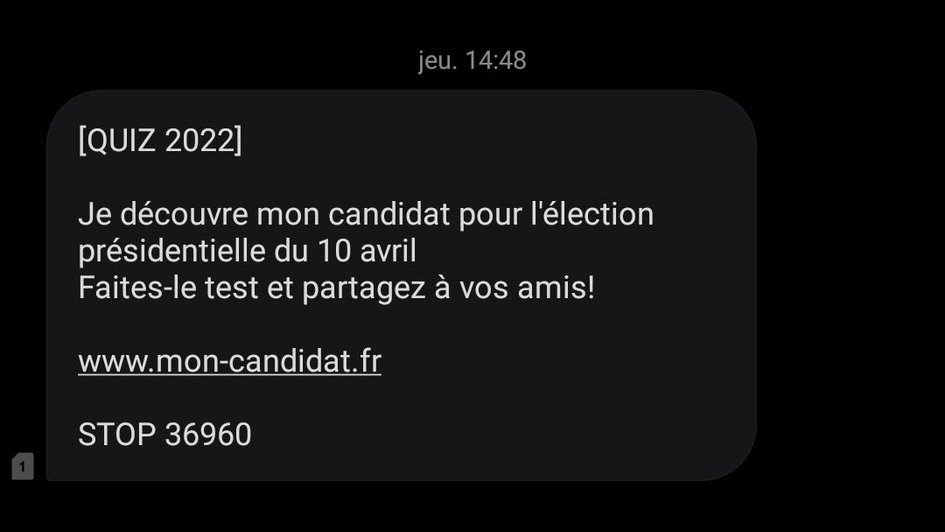 jeu. 14:48
[QUIZ 2022]
Je découvre mon candidat pour l'élection
présidentielle du 10 avril
Faites-le test et partagez à vos amis!
www.mon-candidat.fr
STOP 36960
1